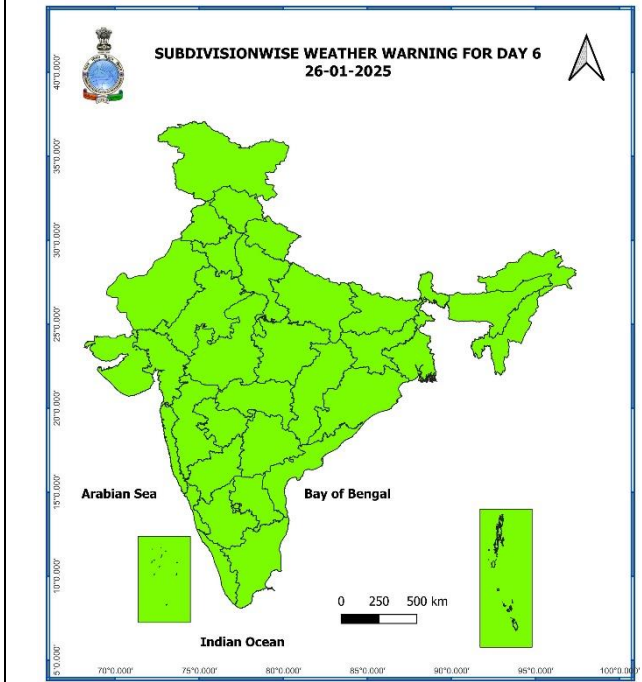 SUBDIVISIONWISE WEATHER WARNING FOR DAY 6
26-01-2025
40°0.000'
35°0.000'
30°0.000'
25°0.000'
20°0.000'
15°0.000'
10°0.000'
5°0.000'
Arabian Sea
Bay of Bengal
0 250 500 km
Indian Ocean
70°0.000' 75°0.000' 80°0.000' 85°0.000' 90°0.000' 95°0.000' 100°0.000'